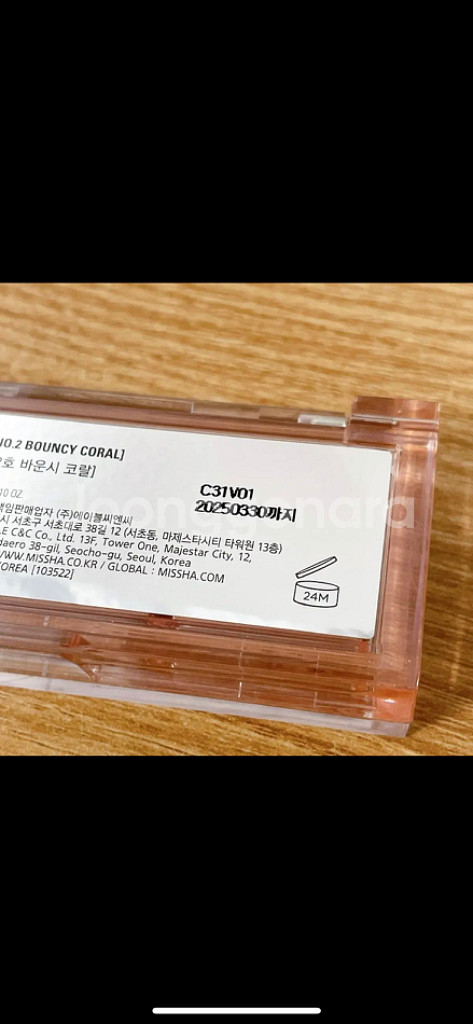 NO.2 BOUNCY CORAL]
호 바운시 코랄]
C31V01
20250330까지
책임판매업자 (주)에이블씨엔씨
시 서초구 서초대로 38길 12 (서초동, 마제스타시티 타워원 13층)
LE C&C Co., Ltd. 13F, Tower One, Majestar City, 12,
daero 38-gil, Seocho-gu, Seoul, Korea
WWW.MISSHA.CO.KR / GLOBAL : MISSHA.COM
KOREA [103522]
24M